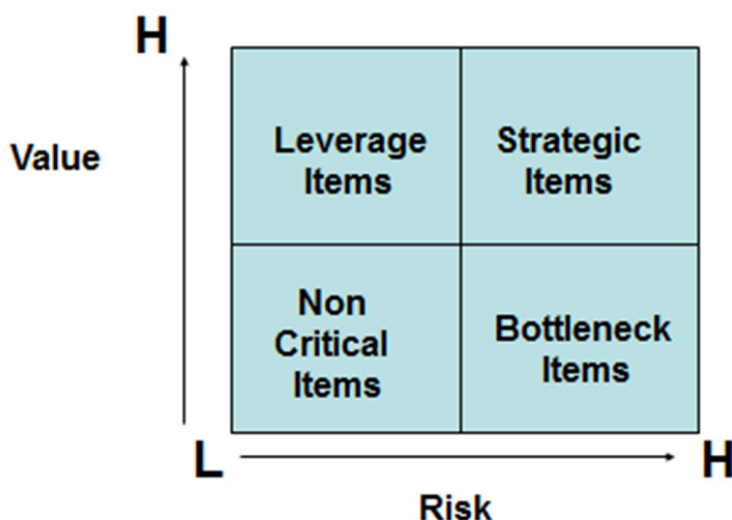 H
Value
Leverage
Items
Strategic
Items
Non
Critical
Items
Bottleneck
Items
L
H
Risk